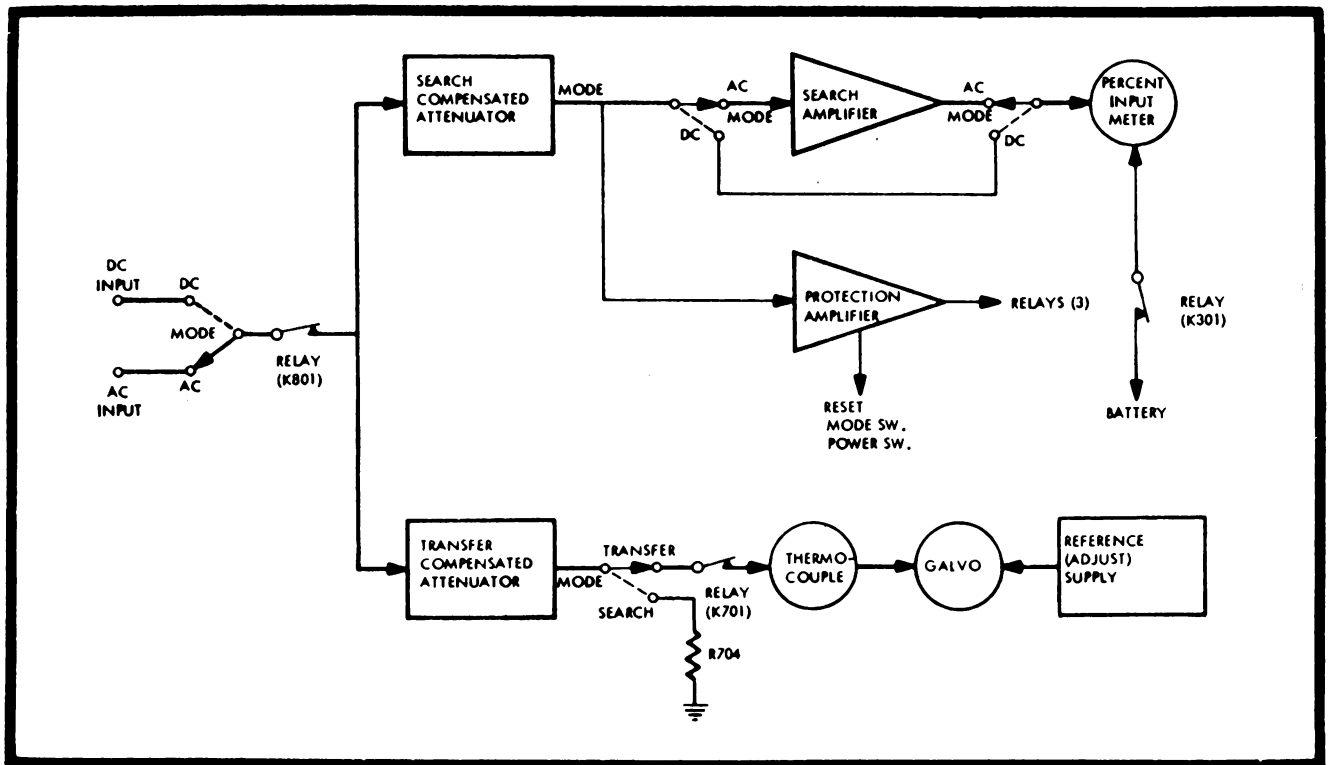 SEARCH
COMPENSATED
ATTENUATOR
MODE
AC
MODE
DC
SEARCH
AMPLIFIER
AC
MODE
DC
PERCENT
INPUT
METER
DC
INPUT
DC
MODE
AC
INPUT
AC
RELAY
(K801)
PROTECTION
AMPLIFIER
RELAYS (3)
RESET
MODE SW.
POWER SW.
RELAY
(K301)
BATTERY
TRANSFER
COMPENSATED
ATTENUATOR
MODE
TRANSFER
SEARCH
RELAY
(K701)
R704
THERMO-
COUPLE
GALVO
REFERENCE
(ADJUST)
SUPPLY